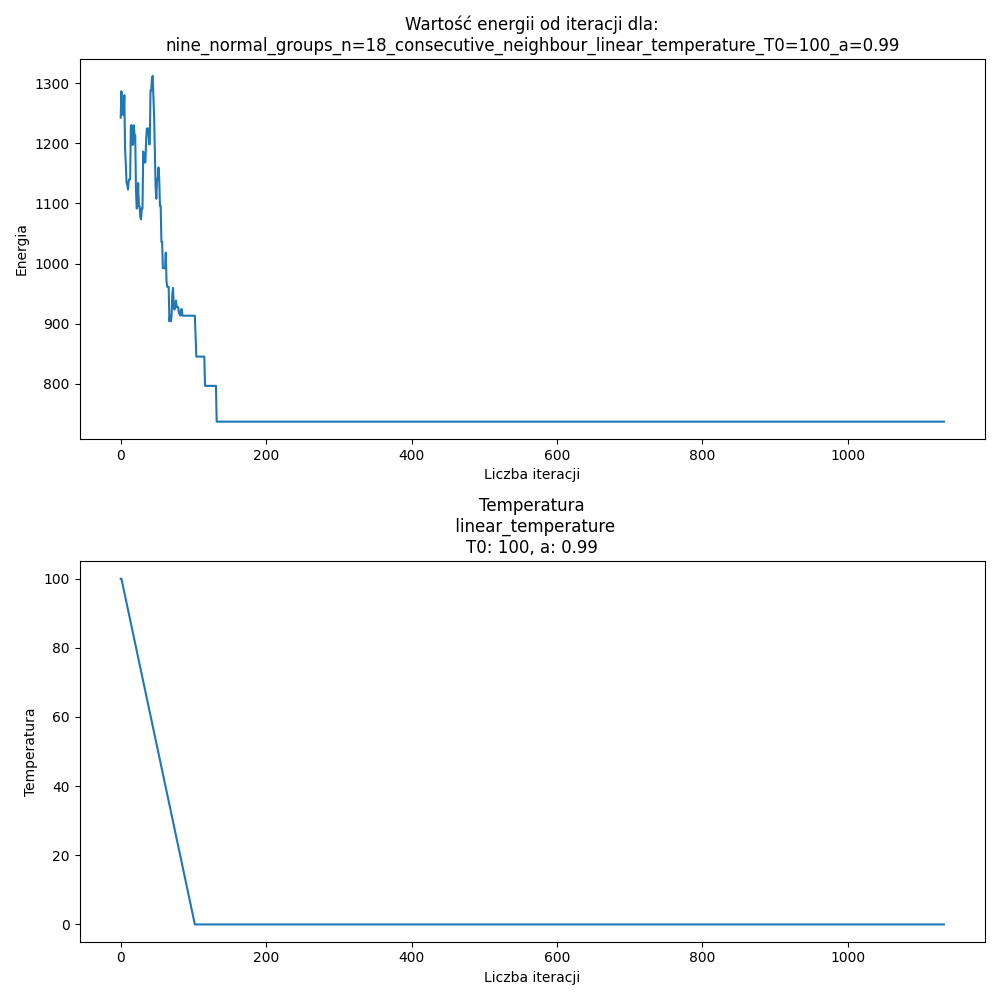 Wartość energii od iteracji dla:
nine_normal_groups_n=18_consecutive_neighbour_linear_temperature_T0=100_a=0.99
1300
1200
1100
1000
900
800
Energia
0 200 400 600 800 1000
Liczba iteracji
Temperatura
linear_temperature
T0: 100, a: 0.99
100
80
60
40
20
0
Temperatura
0 200 400 600 800 1000
Liczba iteracji